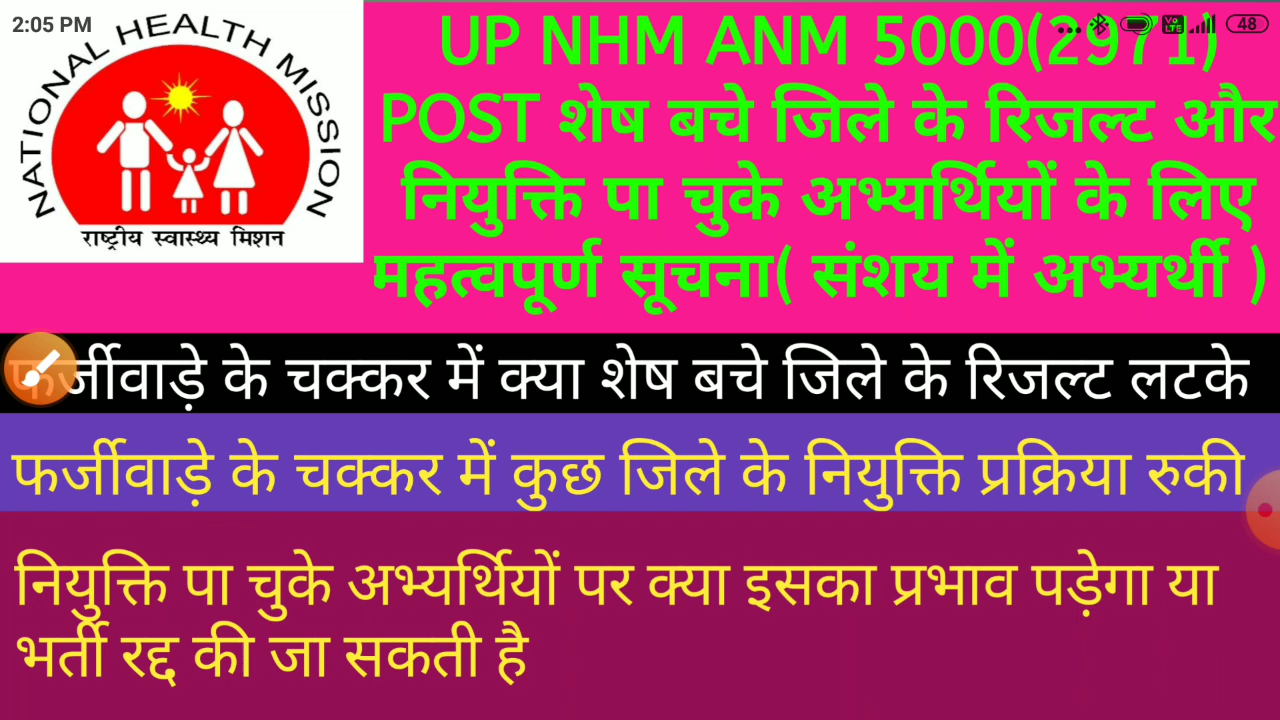 2:05 PM
48
NATIONAL HEALTH MISSION
राष्ट्रीय स्वास्थ्य मिशन
UP NHM ANM 5000(2971)
POST शेष बचे जिले के रिजल्ट और
नियुक्ति पा चुके अभ्यर्थियों के लिए
महत्वपूर्ण सूचना( संशय में अभ्यर्थी )
फर्जीवाड़े के चक्कर में क्या शेष बचे जिले के रिजल्ट लटके
फर्जीवाड़े के चक्कर में कुछ जिले के नियुक्ति प्रक्रिया रुकी
नियुक्ति पा चुके अभ्यर्थियों पर क्या इसका प्रभाव पड़ेगा या
भर्ती रद्द की जा सकती है